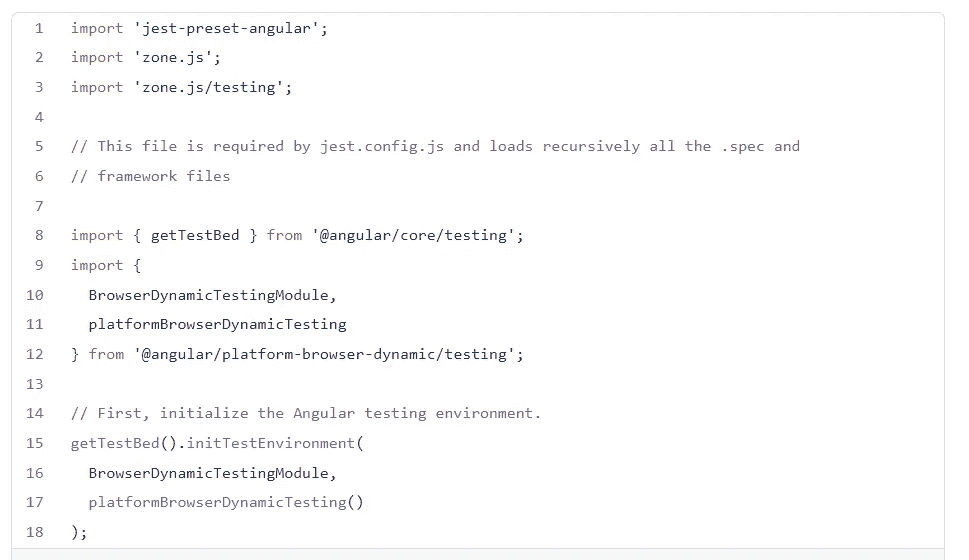 1 import 'jest-preset-angular';
2 import 'zone.js';
3 import 'zone.js/testing';
4
5 // This file is required by jest.config.js and loads recursively all the .spec and
6 // framework files
7
8 import { getTestBed } from '@angular/core/testing';
9 import {
10   BrowserDynamicTestingModule,
11   platformBrowserDynamicTesting
12 } from '@angular/platform-browser-dynamic/testing';
13
14 // First, initialize the Angular testing environment.
15 getTestBed().initTestEnvironment(
16   BrowserDynamicTestingModule,
17   platformBrowserDynamicTesting()
18 );